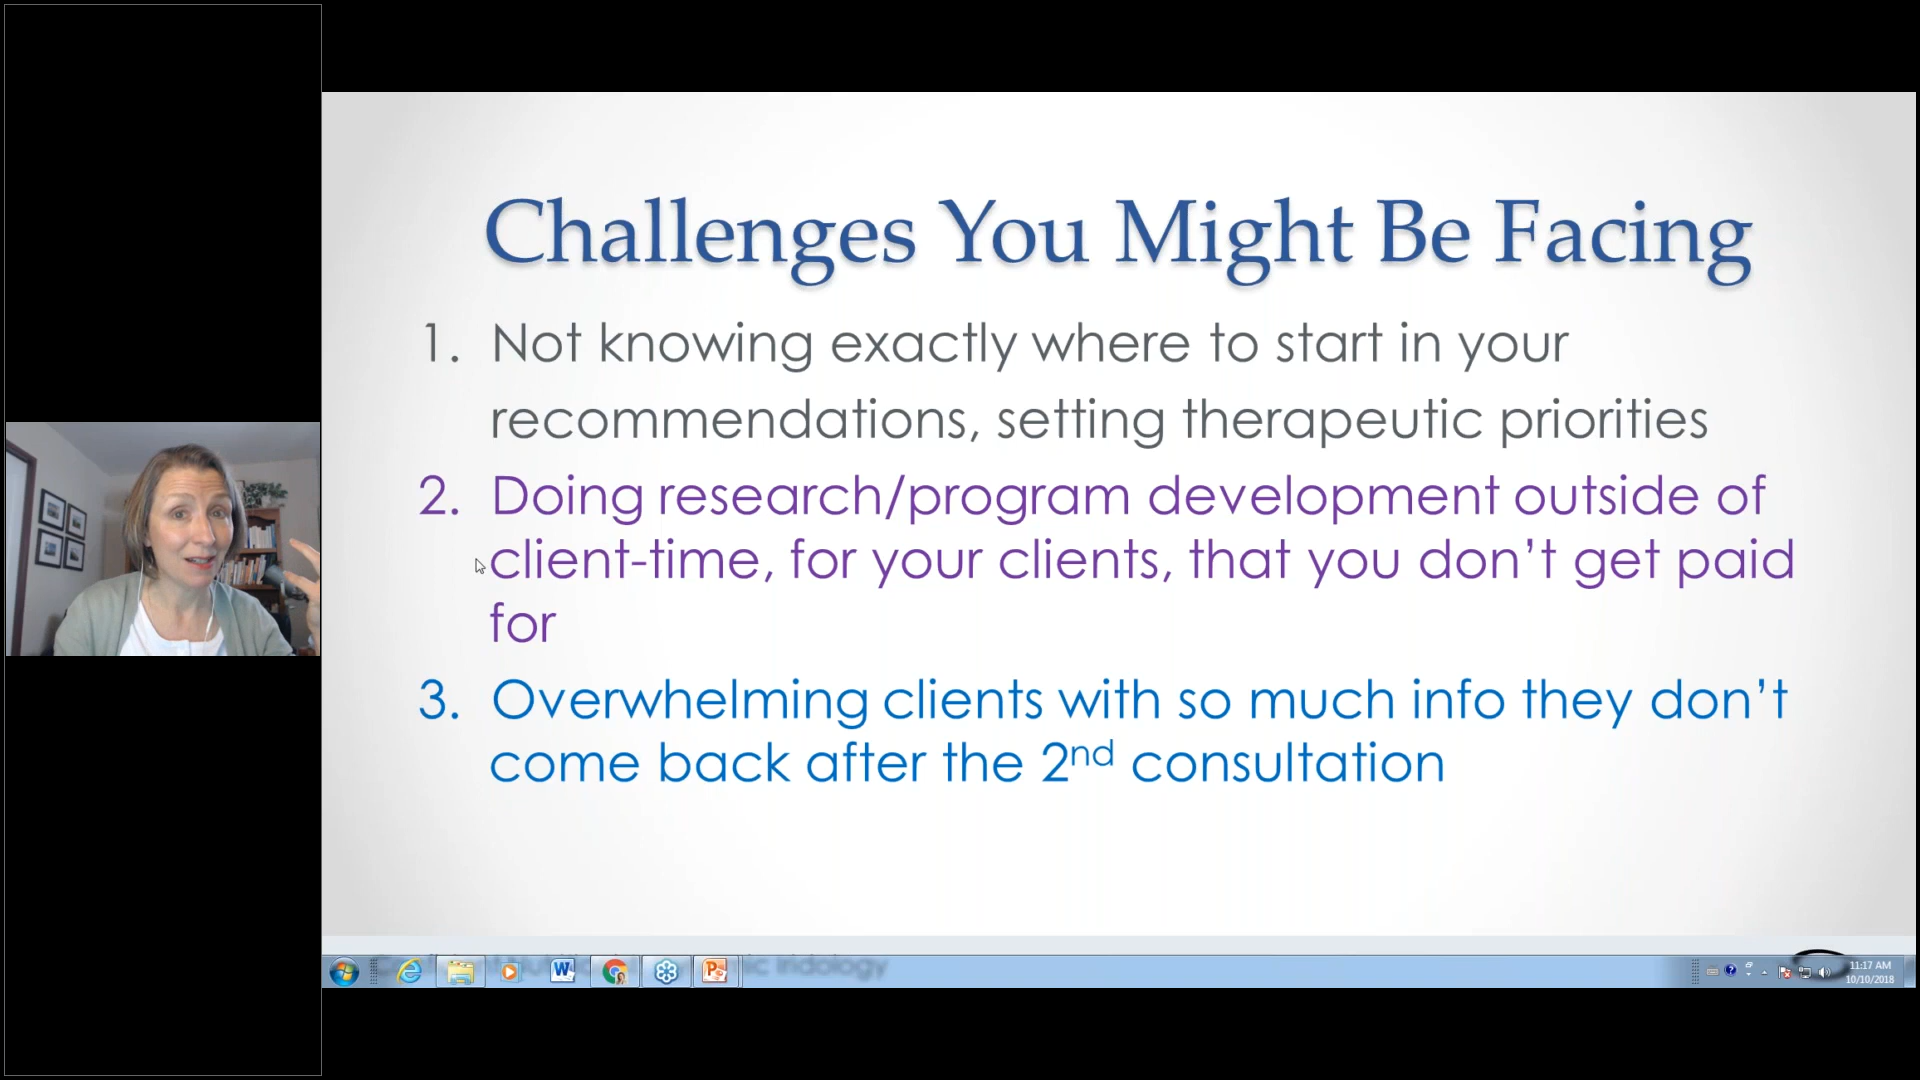 Challenges You Might Be Facing
1. Not knowing exactly where to start in your
recommendations, setting therapeutic priorities
2. Doing research/program development outside of
client-time, for your clients, that you don’t get paid
for
3. Overwhelming clients with so much info they don’t
come back after the 2nd consultation
Iridology
11:17 AM
10/10/2018